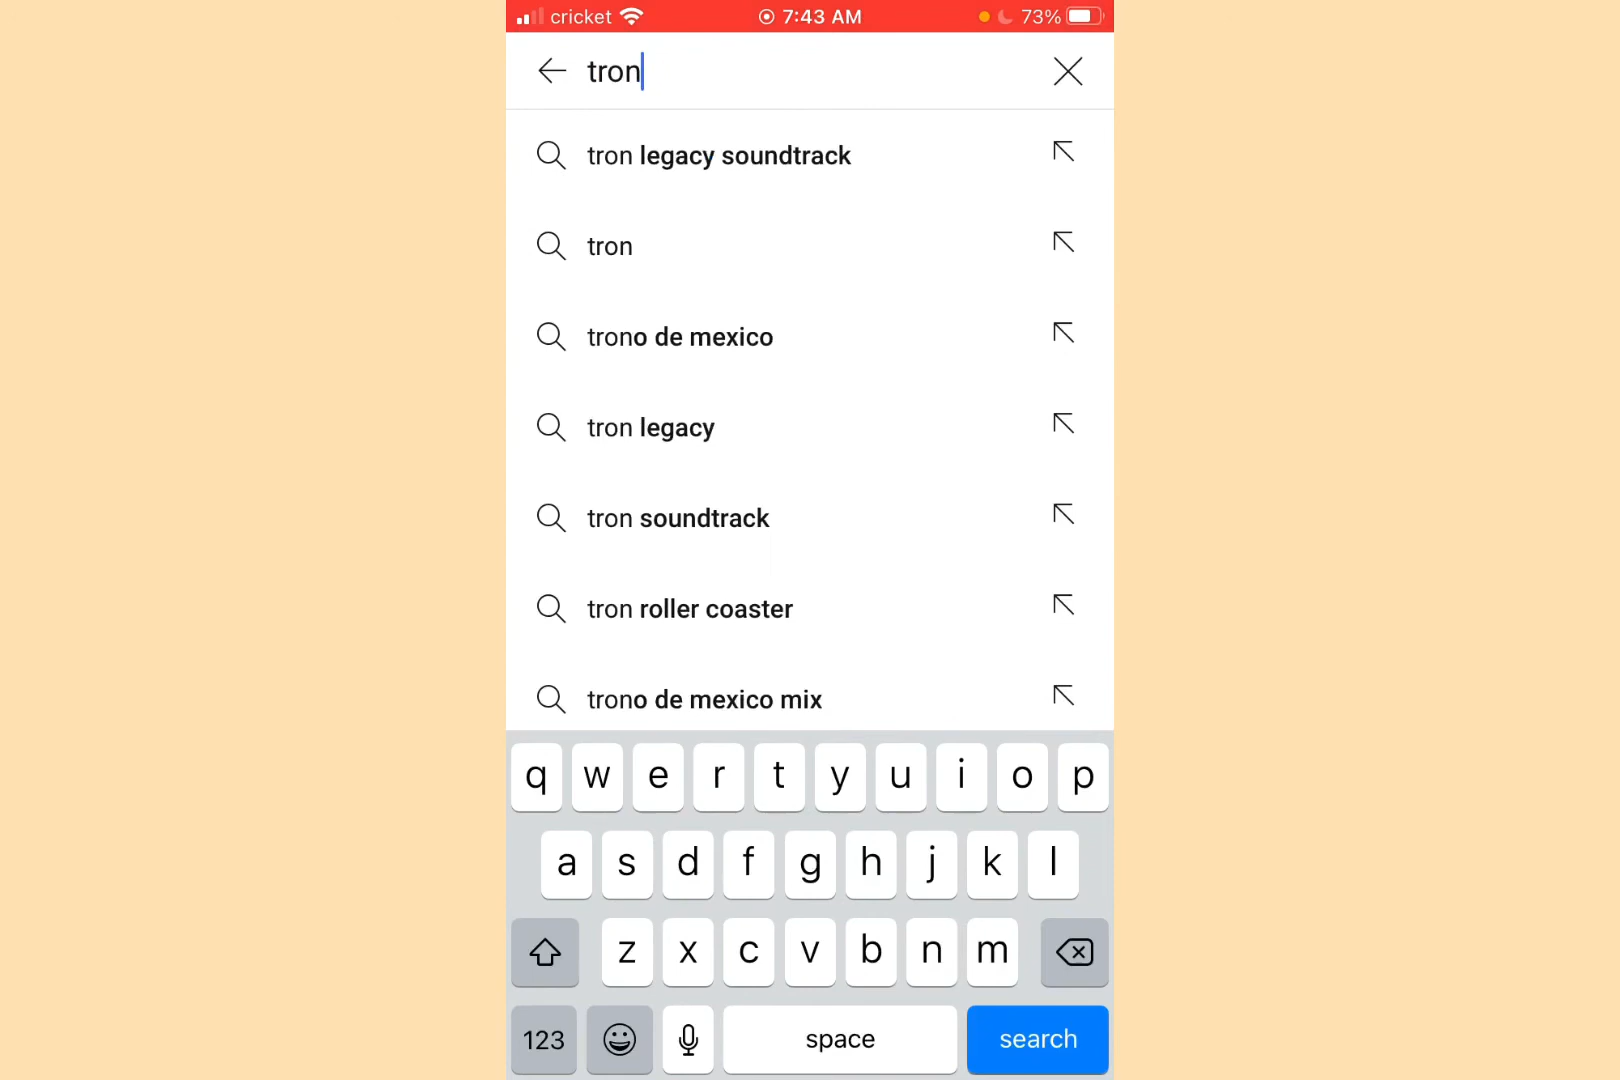 cricket 7:43 AM 73%
tron
tron legacy soundtrack
tron
trono de mexico
tron legacy
tron soundtrack
tron roller coaster
trono de mexico mix
q w e r t y u i o p
a s d f g h j k l
z x c v b n m
123 space search